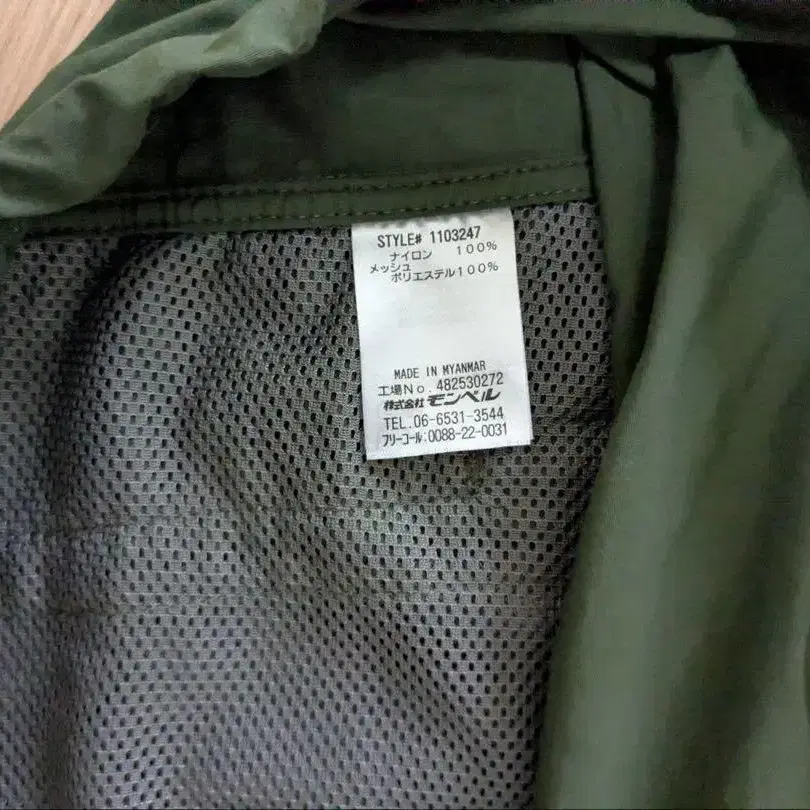 STYLE# 1103247
ナイロン 100%
メッシュ
ポリエステル100%
MADE IN MYANMAR
工場No.482530272
株式会社モンベル
TEL.06-6531-3544
フリーコール:0088-22-0031